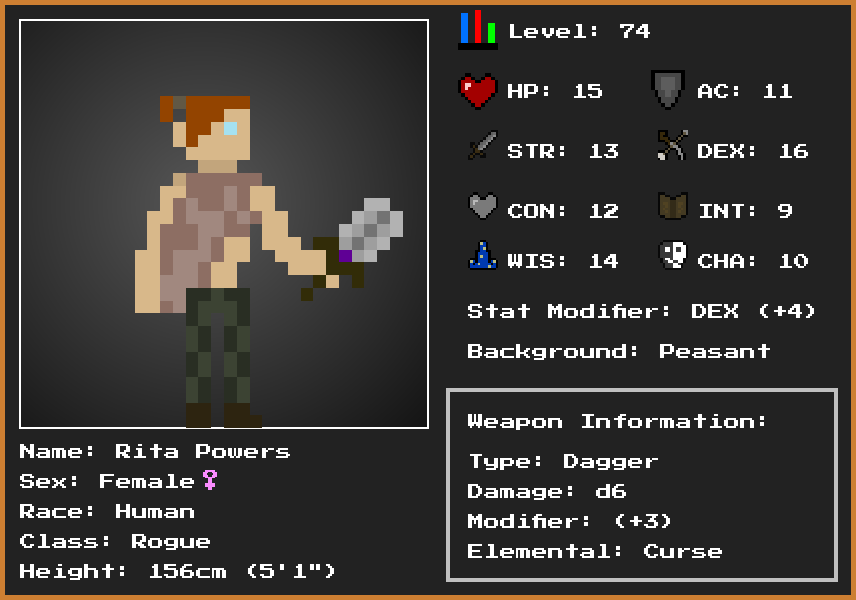 Level: 74
HP: 15
AC: 11
STR: 13
DEX: 16
CON: 12
INT: 9
WIS: 14
CHA: 10
Stat Modifier: DEX (+4)
Background: Peasant
Weapon Information:
Type: Dagger
Damage: d6
Modifier: (+3)
Elemental: Curse
Name: Rita Powers
Sex: Female♀
Race: Human
Class: Rogue
Height: 156cm (5'1")